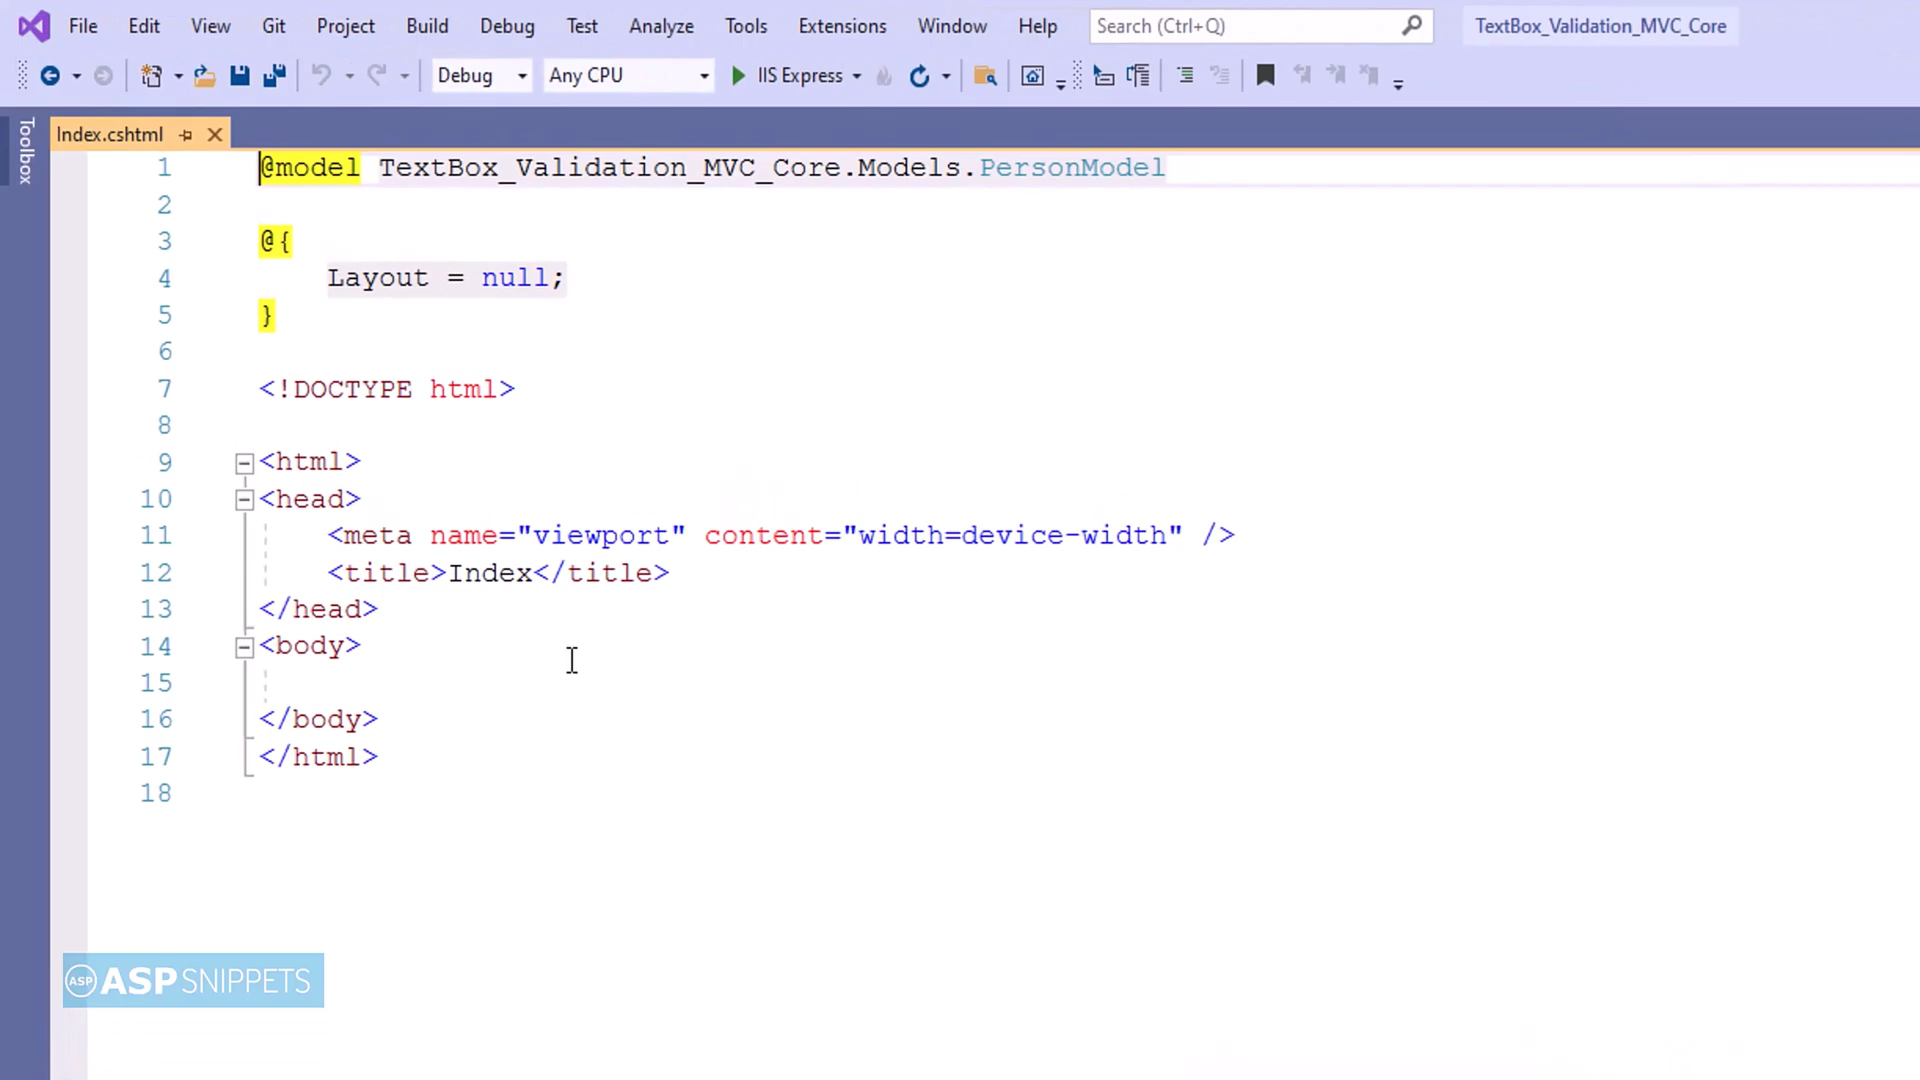 File Edit View Git Project Build Debug Test Analyze Tools Extensions Window Help Search (Ctrl+Q) TextBox_Validation_MVC_Core
Debug Any CPU IIS Express
Toolbox
Index.cshtml
1 @model TextBox_Validation_MVC_Core.Models.PersonModel
2
3 @{
4 Layout = null;
5 }
6
7 <!DOCTYPE html>
8
9 <html>
10 <head>
11 <meta name="viewport" content="width=device-width" />
12 <title>Index</title>
13 </head>
14 <body>
15
16 </body>
17 </html>
18
ASP ASPSNIPPETS